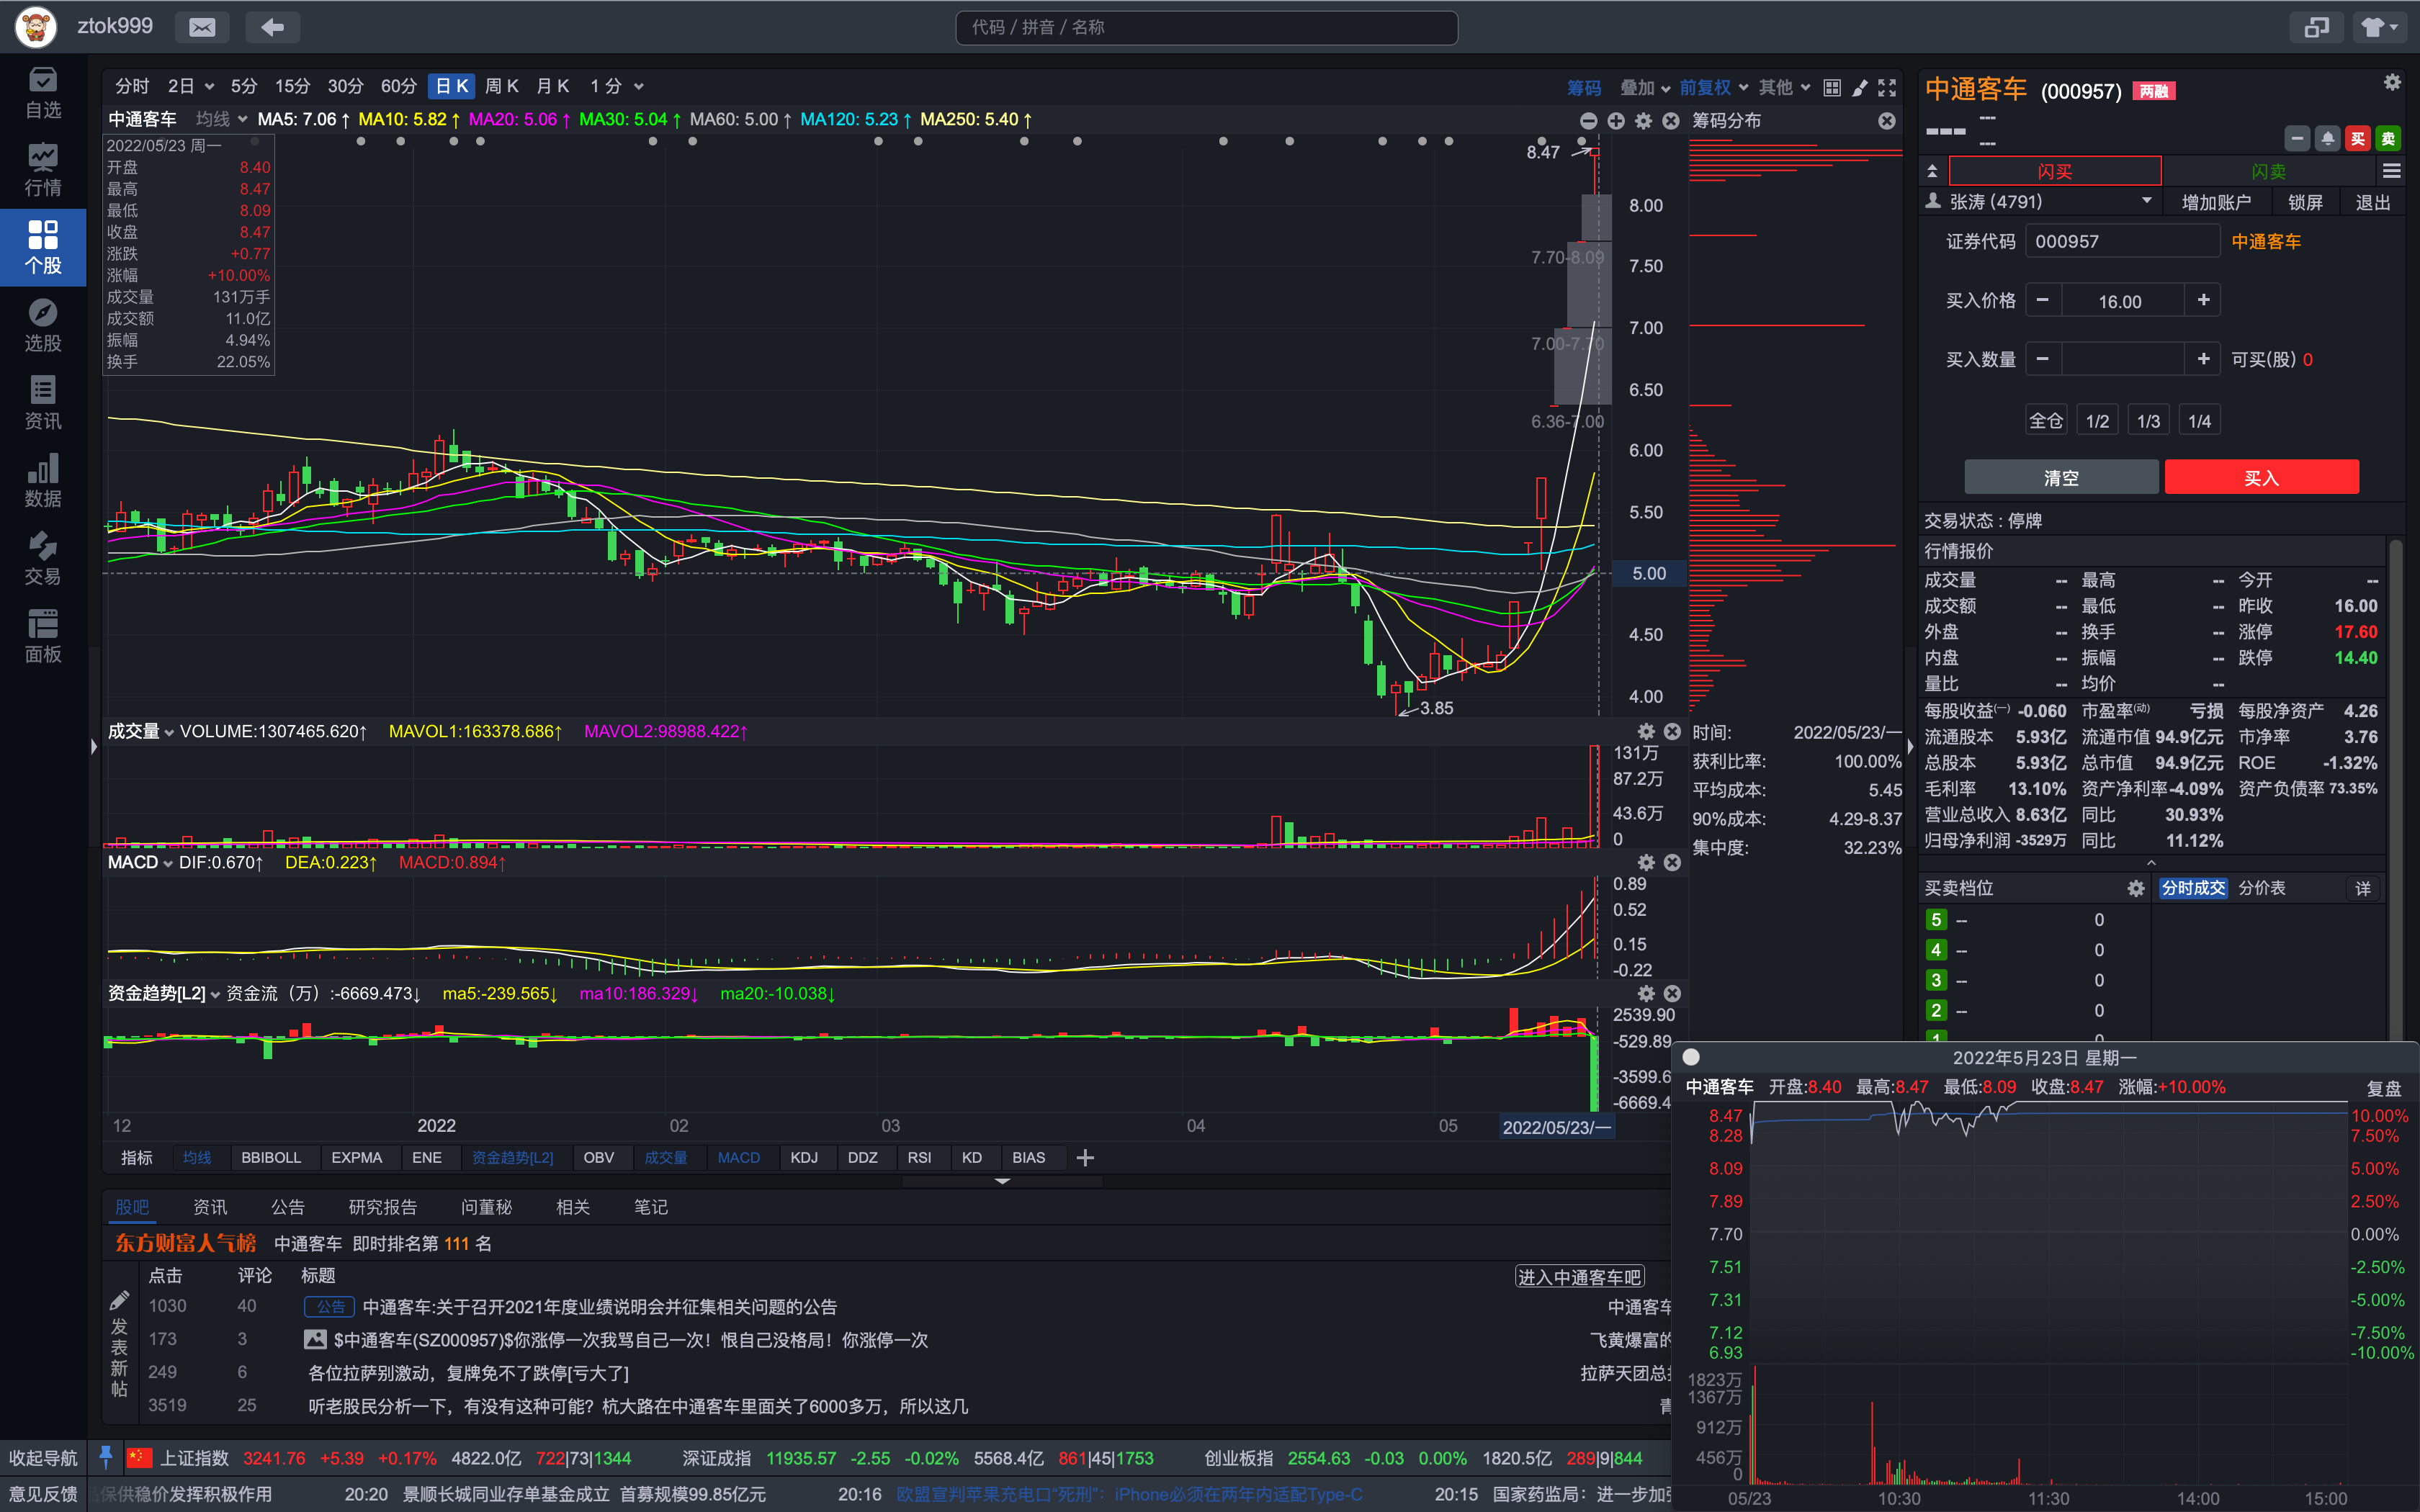 ztok999
代码 / 拼音 / 名称
自选
行情
个股
选股
资讯
数据
交易
面板
分时 2日 5分 15分 30分 60分 日K 周K 月K 1分 筹码 叠加 前复权 其他
中通客车 均线 MA5: 7.06↑ MA10: 5.82↑ MA20: 5.06↑ MA30: 5.04↑ MA60: 5.00↑ MA120: 5.23↑ MA250: 5.40↑
2022/05/23 周一
开盘 8.40
最高 8.47
最低 8.09
收盘 8.47
涨跌 +0.77
涨幅 +10.00%
成交量 131万手
成交额 11.0亿
振幅 4.94%
换手 22.05%
8.47
7.70-8.09
7.00-7.70
6.36-7.00
3.85
8.00
7.50
7.00
6.50
6.00
5.50
5.00
4.50
4.00
筹码分布
时间: 2022/05/23/一
获利比率: 100.00%
平均成本: 5.45
90%成本: 4.29-8.37
集中度: 32.23%
成交量 VOLUME:1307465.620↑ MAVOL1:163378.686↑ MAVOL2:98988.422↑
131万
87.2万
43.6万
0
MACD DIF:0.670↑ DEA:0.223↑ MACD:0.894↑
0.89
0.52
0.15
-0.22
资金趋势[L2] 资金流（万）:-6669.473↓ ma5:-239.565↓ ma10:186.329↓ ma20:-10.038↓
2539.90
-529.89
-3599.6
-6669.4
12 2022 02 03 04 05 2022/05/23/一
指标 均线 BBIBOLL EXPMA ENE 资金趋势[L2] OBV 成交量 MACD KDJ DDZ RSI KD BIAS
股吧 资讯 公告 研究报告 问董秘 相关 笔记
东方财富人气榜 中通客车 即时排名第 111 名
点击 评论 标题 进入中通客车吧
发表新帖
1030 40 公告 中通客车:关于召开2021年度业绩说明会并征集相关问题的公告 中通客车
173 3 $中通客车(SZ000957)$你涨停一次我骂自己一次！恨自己没格局！你涨停一次 飞黄爆富的
249 6 各位拉萨别激动，复牌免不了跌停[亏大了] 拉萨天团总
3519 25 听老股民分析一下，有没有这种可能？杭大路在中通客车里面关了6000多万，所以这几
中通客车 (000957) 两融
---
---
---
买 卖
闪买 闪卖
张涛 (4791) 增加账户 锁屏 退出
证券代码 000957 中通客车
买入价格 − 16.00 +
买入数量 − + 可买(股) 0
全仓 1/2 1/3 1/4
清空 买入
交易状态 : 停牌
行情报价
成交量 -- 最高 -- 今开 --
成交额 -- 最低 -- 昨收 16.00
外盘 -- 换手 -- 涨停 17.60
内盘 -- 振幅 -- 跌停 14.40
量比 -- 均价 --
每股收益(一) -0.060 市盈率(动) 亏损 每股净资产 4.26
流通股本 5.93亿 流通市值 94.9亿元 市净率 3.76
总股本 5.93亿 总市值 94.9亿元 ROE -1.32%
毛利率 13.10% 资产净利率 -4.09% 资产负债率 73.35%
营业总收入 8.63亿 同比 30.93%
归母净利润 -3529万 同比 11.12%
买卖档位 分时成交 分价表 详
5 -- 0
4 -- 0
3 -- 0
2 -- 0
2022年5月23日 星期一
中通客车 开盘:8.40 最高:8.47 最低:8.09 收盘:8.47 涨幅:+10.00% 复盘
8.47 10.00%
8.28 7.50%
8.09 5.00%
7.89 2.50%
7.70 0.00%
7.51 -2.50%
7.31 -5.00%
7.12 -7.50%
6.93 -10.00%
1823万
1367万
912万
456万
0
05/23 10:30 11:30 14:00 15:00
收起导航 上证指数 3241.76 +5.39 +0.17% 4822.0亿 722|73|1344 深证成指 11935.57 -2.55 -0.02% 5568.4亿 861|45|1753 创业板指 2554.63 -0.03 0.00% 1820.5亿 289|9|844
意见反馈 保供稳价发挥积极作用 20:20 景顺长城同业存单基金成立 首募规模99.85亿元 20:16 欧盟宣判苹果充电口“死刑”：iPhone必须在两年内适配Type-C 20:15 国家药监局：进一步加